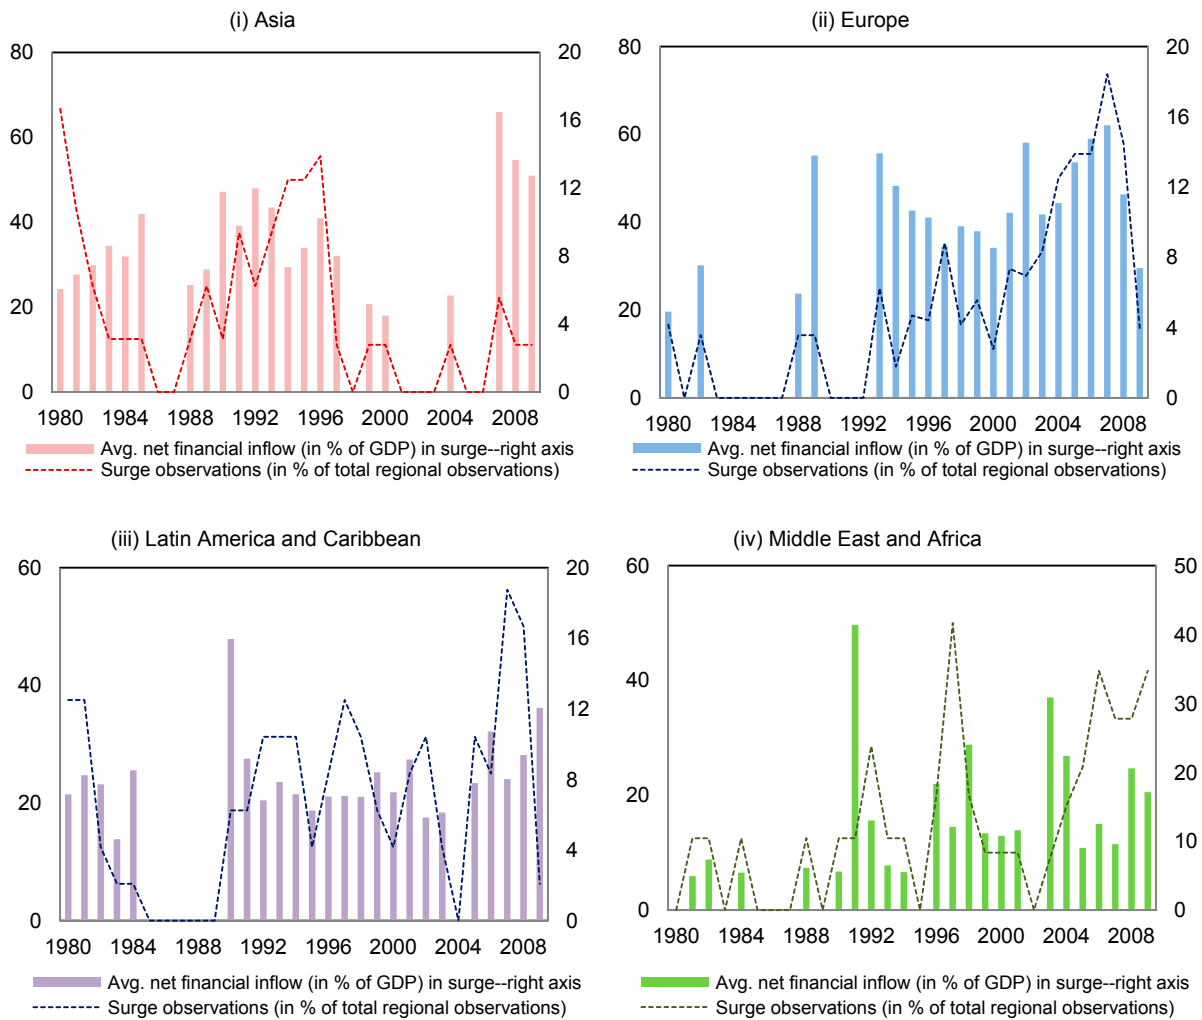 (i) Asia
80
60
40
20
0
20
16
12
8
4
0
1980 1984 1988 1992 1996 2000 2004 2008
Avg. net financial inflow (in % of GDP) in surge--right axis
Surge observations (in % of total regional observations)
(ii) Europe
80
60
40
20
0
20
16
12
8
4
0
1980 1984 1988 1992 1996 2000 2004 2008
Avg. net financial inflow (in % of GDP) in surge--right axis
Surge observations (in % of total regional observations)
(iii) Latin America and Caribbean
60
40
20
0
20
16
12
8
4
0
1980 1984 1988 1992 1996 2000 2004 2008
Avg. net financial inflow (in % of GDP) in surge--right axis
Surge observations (in % of total regional observations)
(iv) Middle East and Africa
60
40
20
0
50
40
30
20
10
0
1980 1984 1988 1992 1996 2000 2004 2008
Avg. net financial inflow (in % of GDP) in surge--right axis
Surge observations (in % of total regional observations)